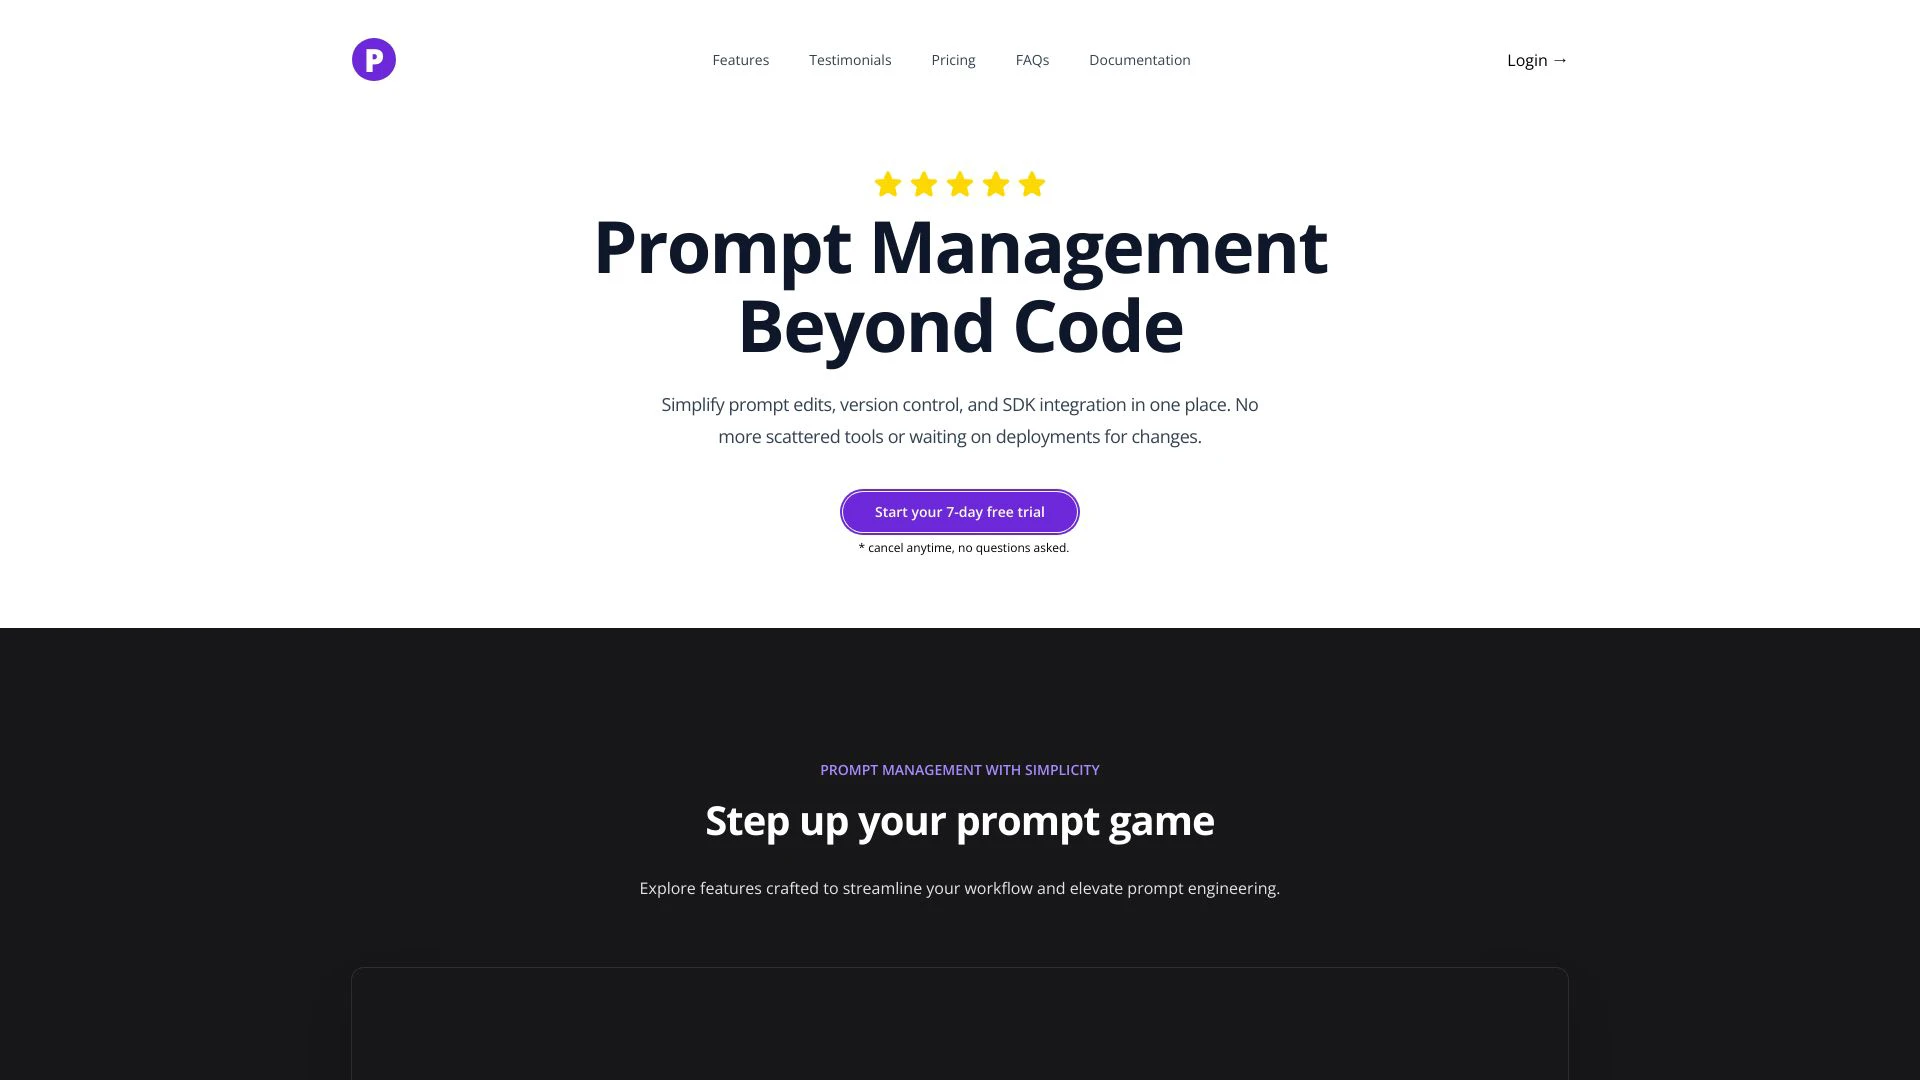 P
Features
Testimonials
Pricing
FAQs
Documentation
Login →
Prompt Management
Beyond Code
Simplify prompt edits, version control, and SDK integration in one place. No
more scattered tools or waiting on deployments for changes.
Start your 7-day free trial
* cancel anytime, no questions asked.
PROMPT MANAGEMENT WITH SIMPLICITY
Step up your prompt game
Explore features crafted to streamline your workflow and elevate prompt engineering.